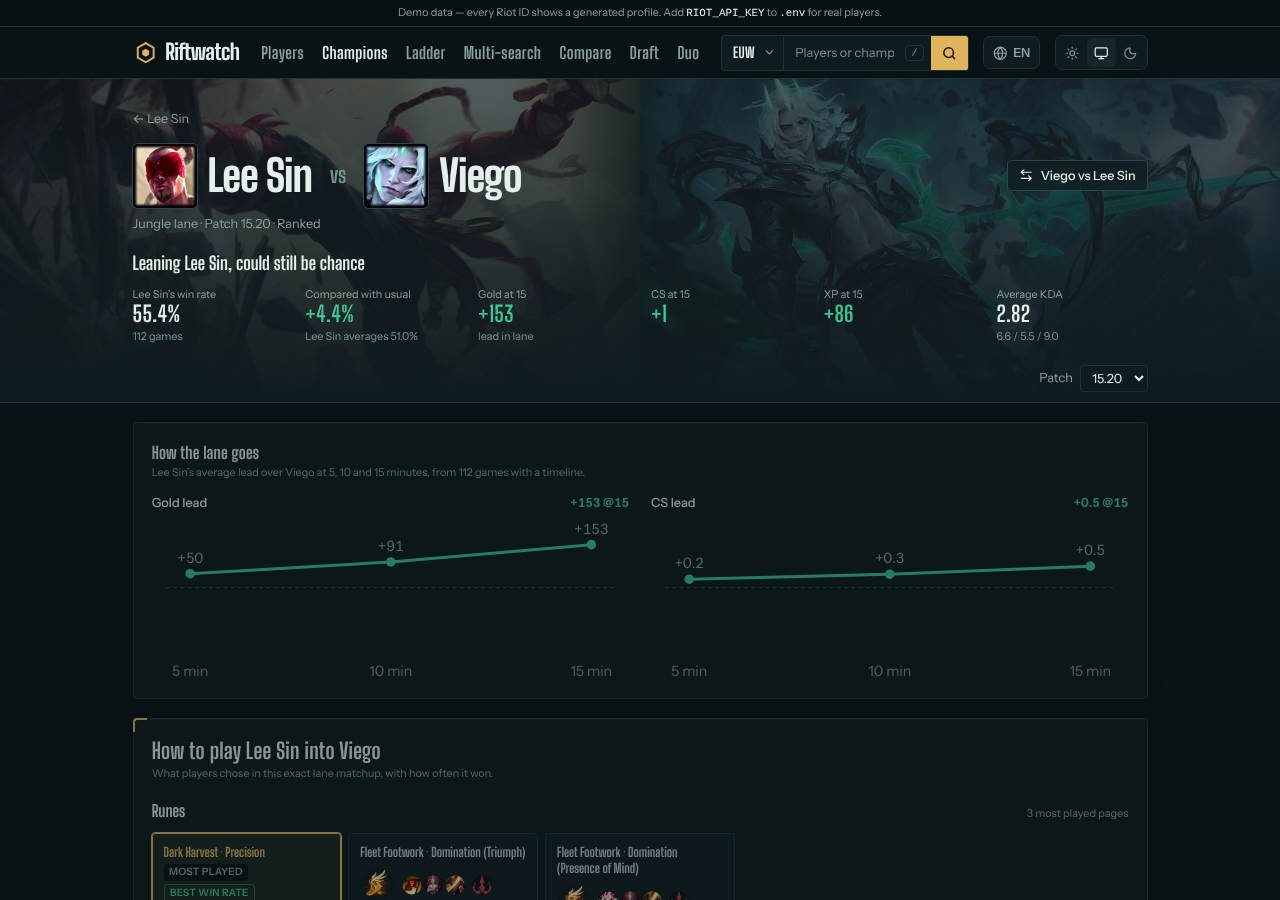 Demo data — every Riot ID shows a generated profile. Add RIOT_API_KEY to .env for real players.
Riftwatch
Players
Champions
Ladder
Multi-search
Compare
Draft
Duo
EUW
Players or champ
/
EN
← Lee Sin
Lee Sin vs Viego
Viego vs Lee Sin
Jungle lane · Patch 15.20 · Ranked
Leaning Lee Sin, could still be chance
Lee Sin's win rate
55.4%
112 games
Compared with usual
+4.4%
Lee Sin averages 51.0%
Gold at 15
+153
lead in lane
CS at 15
+1
XP at 15
+86
Average KDA
2.82
6.6 / 5.5 / 9.0
Patch
15.20
How the lane goes
Lee Sin's average lead over Viego at 5, 10 and 15 minutes, from 112 games with a timeline.
Gold lead
+153 @15
+50
+91
+153
5 min
10 min
15 min
CS lead
+0.5 @15
+0.2
+0.3
+0.5
5 min
10 min
15 min
How to play Lee Sin into Viego
What players chose in this exact lane matchup, with how often it won.
Runes
3 most played pages
Dark Harvest · Precision
MOST PLAYED
BEST WIN RATE
Fleet Footwork · Domination (Triumph)
Fleet Footwork · Domination
(Presence of Mind)